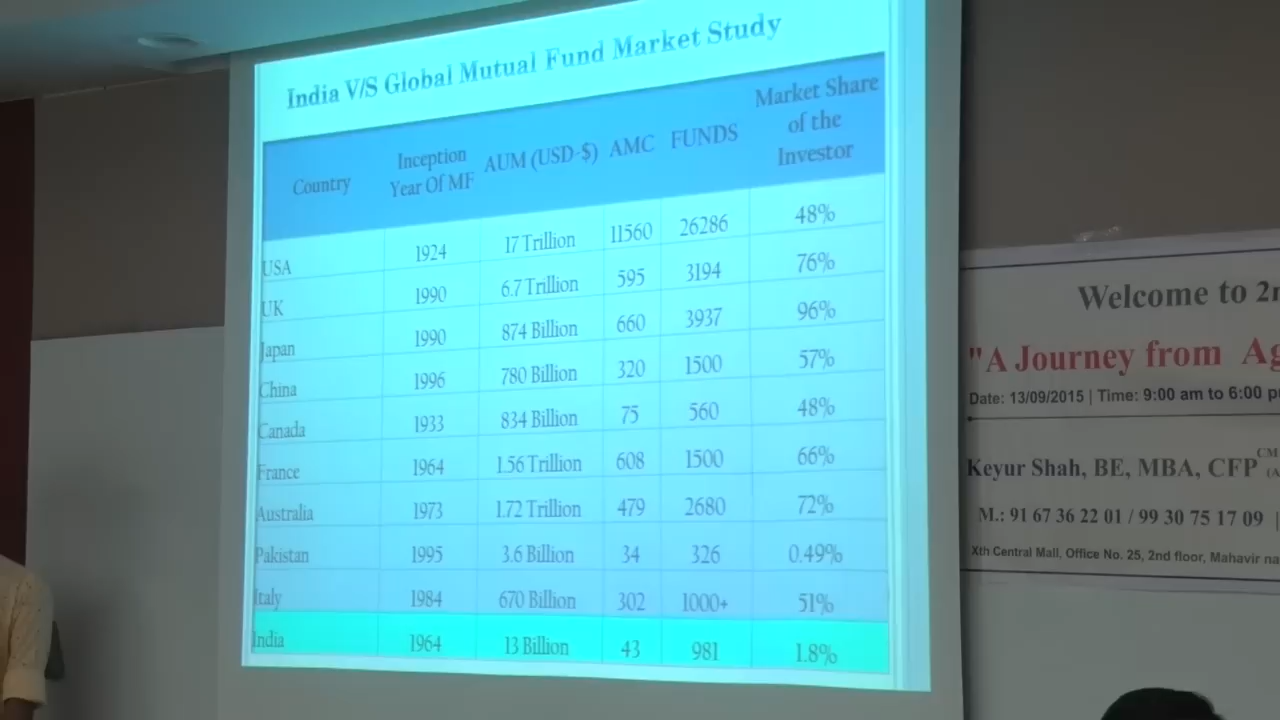 India V/S Global Mutual Fund Market Study
Country Inception Year Of MF AUM (USD-$) AMC FUNDS Market Share of the Investor
USA 1924 17 Trillion 11560 26286 48%
UK 1990 6.7 Trillion 595 3194 76%
Japan 1990 874 Billion 660 3937 96%
China 1996 780 Billion 320 1500 57%
Canada 1933 834 Billion 75 560 48%
France 1964 1.56 Trillion 608 1500 66%
Australia 1973 1.72 Trillion 479 2680 72%
Pakistan 1995 3.6 Billion 34 326 0.49%
Italy 1984 670 Billion 302 1000+ 51%
India 1964 13 Billion 43 981 1.8%
Welcome to
"A Journey from
Date: 13/09/2015 | Time: 9:00 am to 6:00
Keyur Shah, BE, MBA, CFP
M.: 91 67 36 22 01 / 99 30 75 17 09 |
Xth Central Mall, Office No. 25, 2nd floor, Mahavir